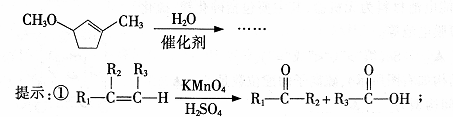 CH₃O CH₃ H₂O 催化剂 ……
提示:① R₁—C(R₂)=C(R₃)—H KMnO₄ H₂SO₄ R₁—C(=O)—R₂ + R₃—C(=O)—OH ;